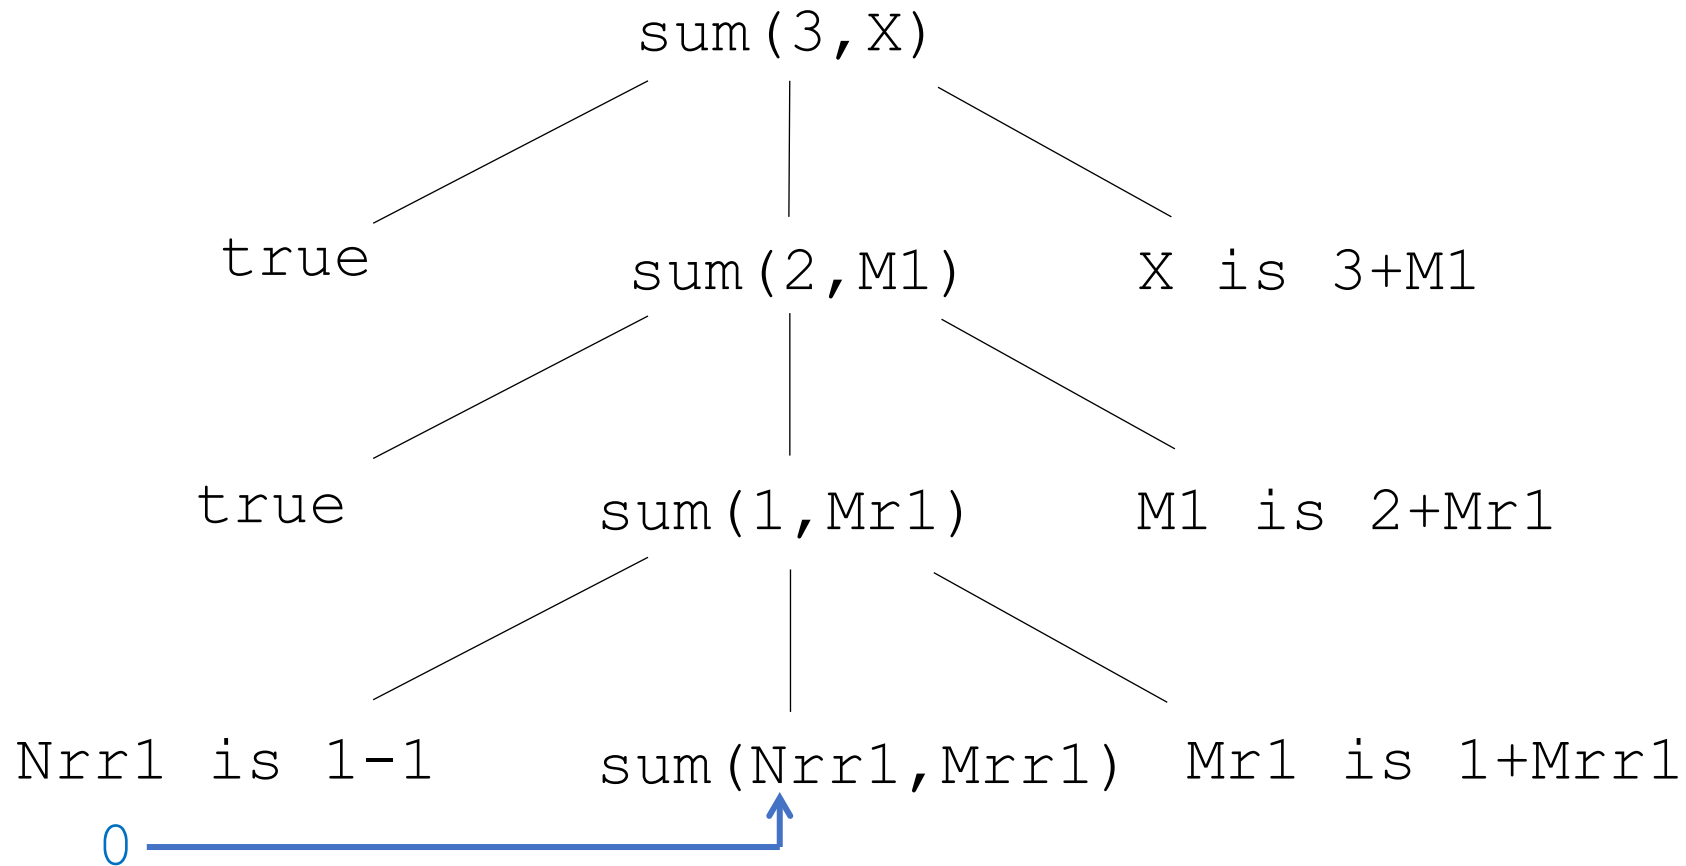 sum(3,X)
true sum(2,M1) X is 3+M1
true sum(1,Mr1) M1 is 2+Mr1
Nrr1 is 1-1 sum(Nrr1,Mrr1) Mr1 is 1+Mrr1
0